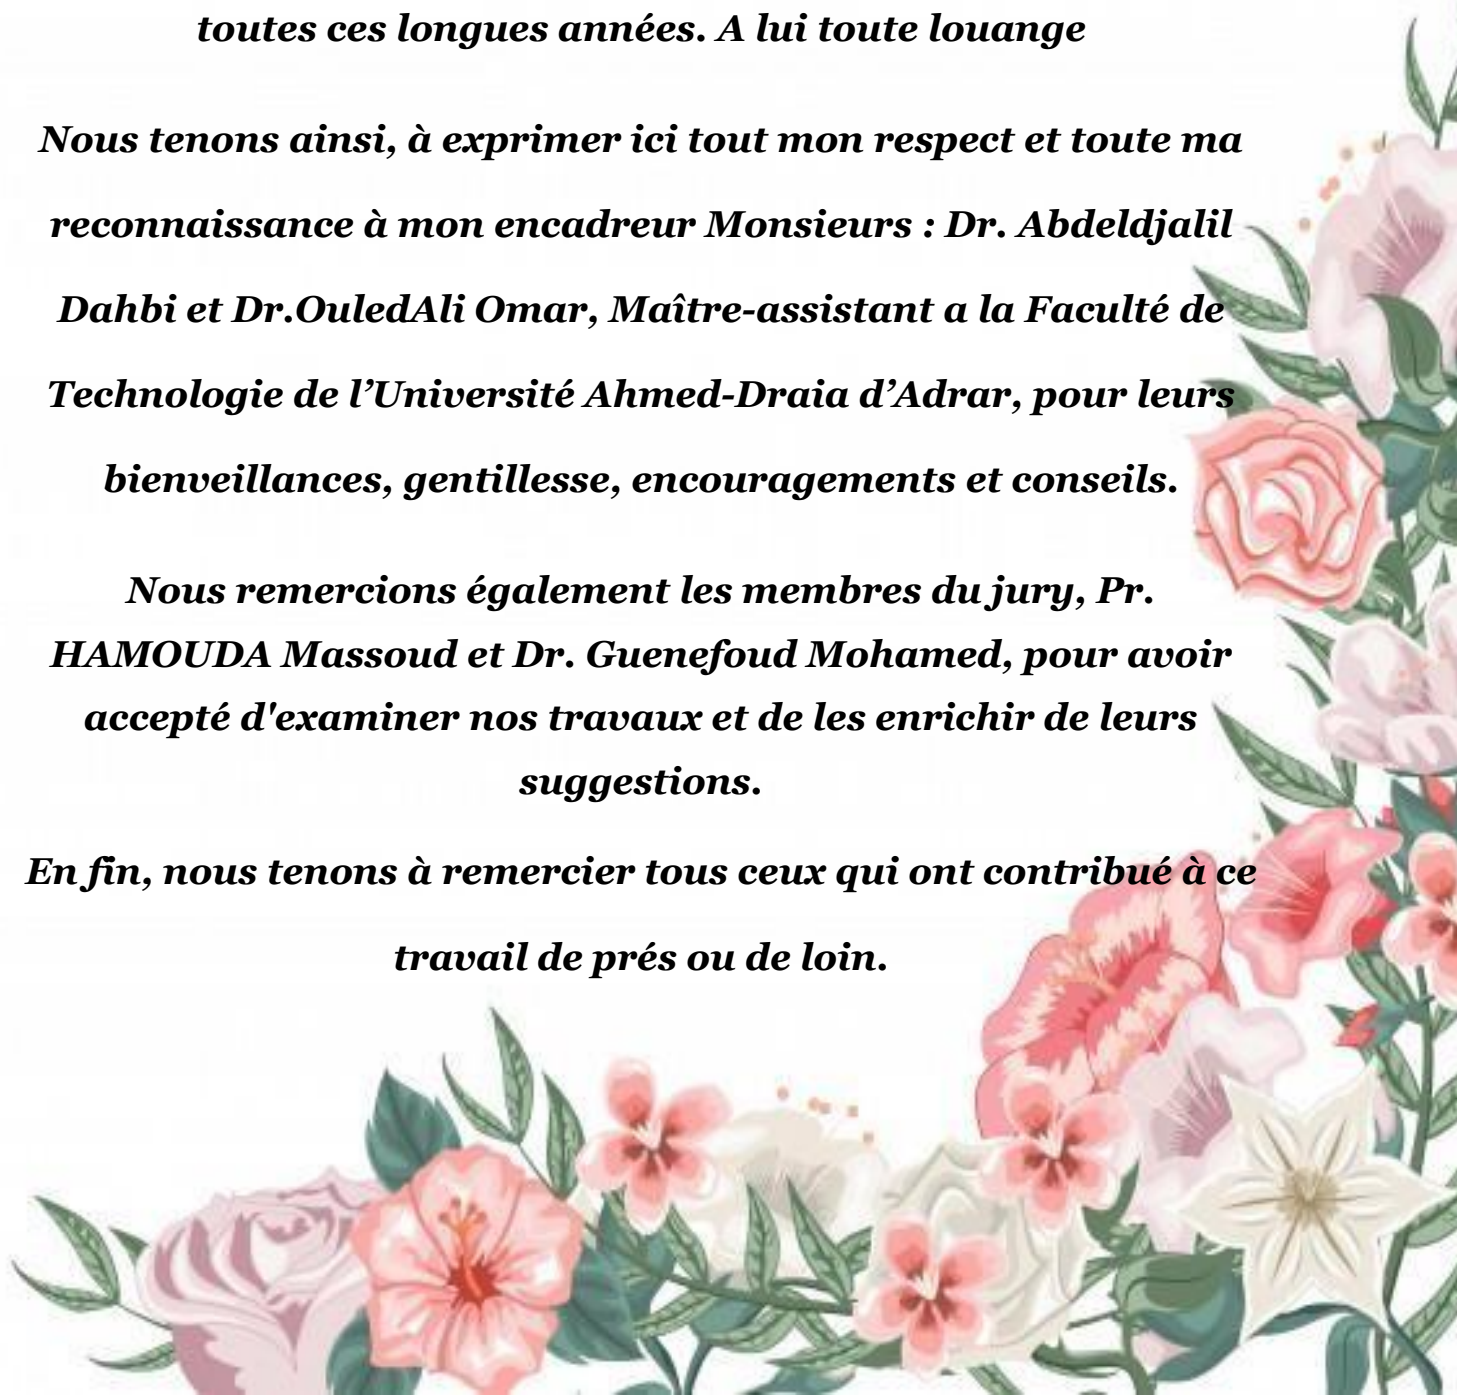 toutes ces longues années. A lui toute louange
Nous tenons ainsi, à exprimer ici tout mon respect et toute ma
reconnaissance à mon encadreur Monsieurs : Dr. Abdeldjalil
Dahbi et Dr.OuledAli Omar, Maître-assistant a la Faculté de
Technologie de l’Université Ahmed-Draia d’Adrar, pour leurs
bienveillances, gentillesse, encouragements et conseils.
Nous remercions également les membres du jury, Pr.
HAMOUDA Massoud et Dr. Guenefoud Mohamed, pour avoir
accepté d'examiner nos travaux et de les enrichir de leurs
suggestions.
En fin, nous tenons à remercier tous ceux qui ont contribué à ce
travail de prés ou de loin.